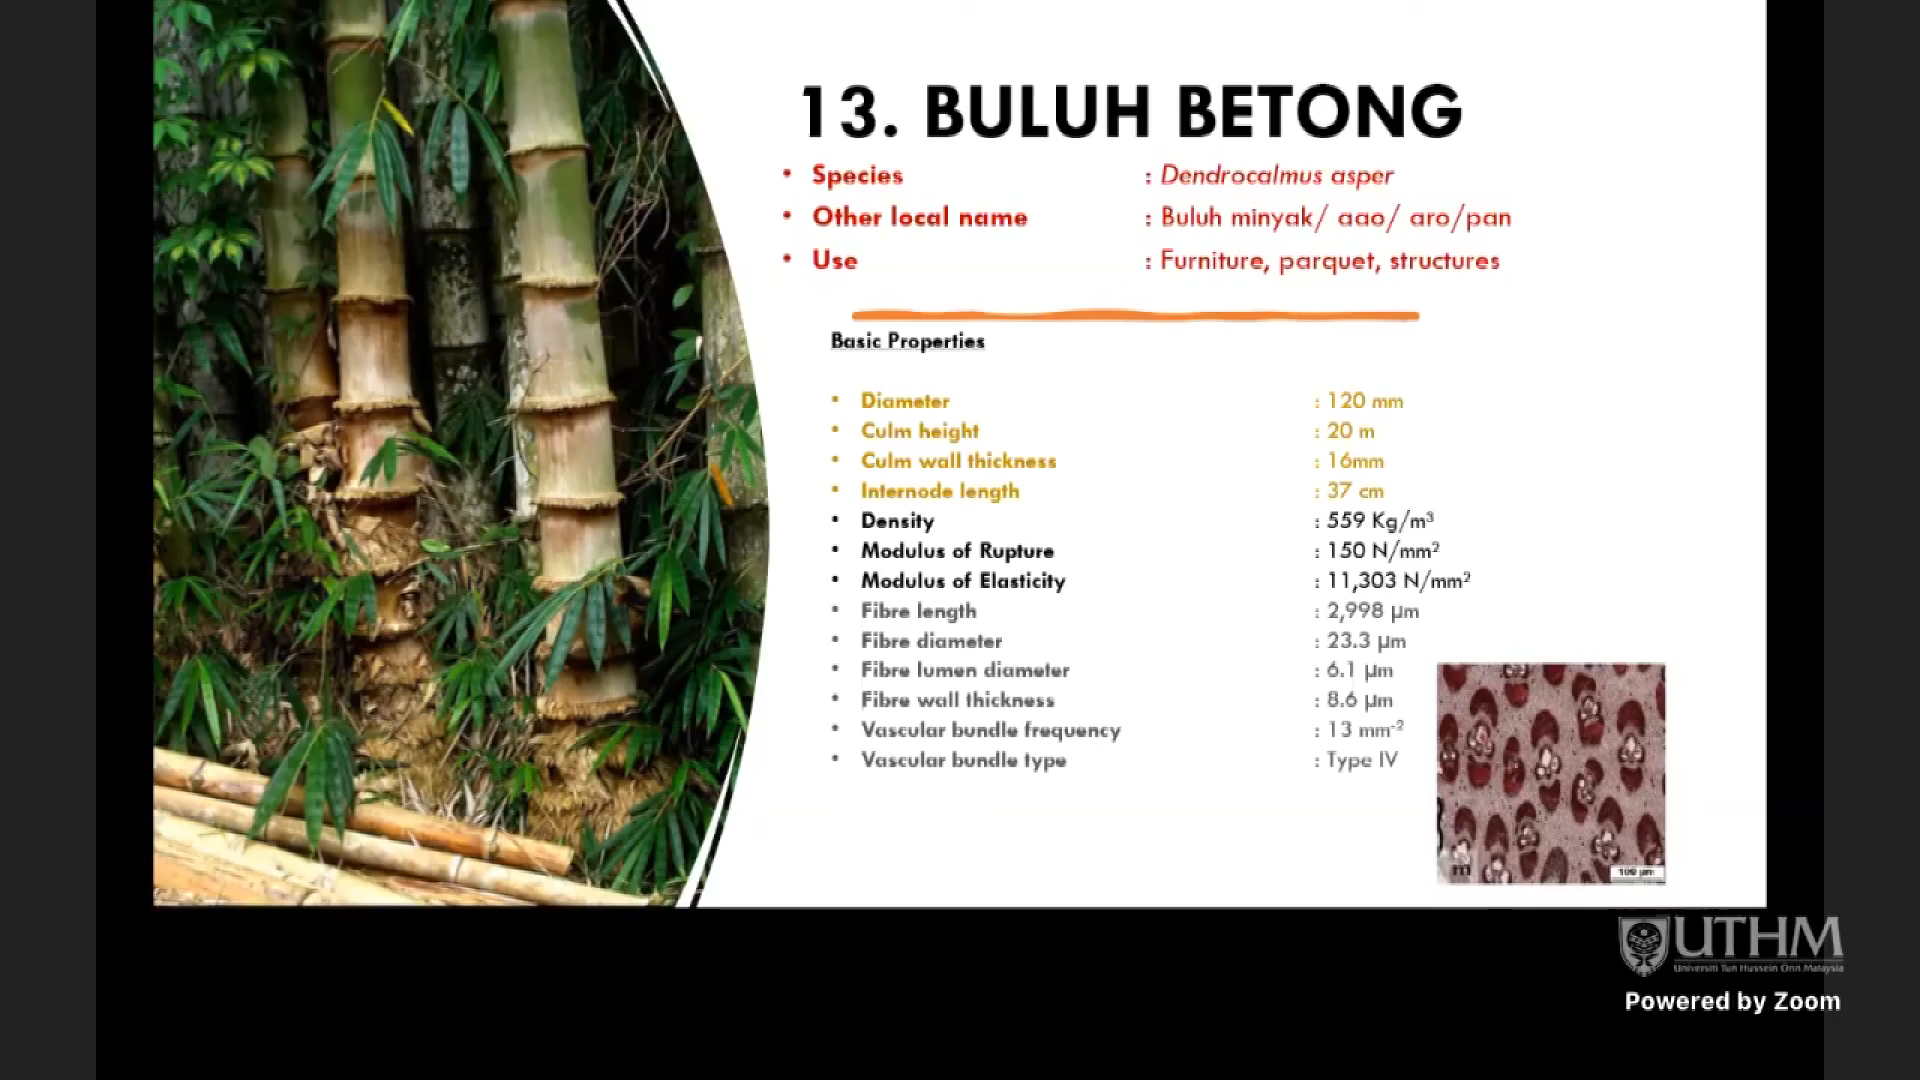 13. BULUH BETONG
• Species : Dendrocalmus asper
• Other local name : Buluh minyak/ aao/ aro/pan
• Use : Furniture, parquet, structures
Basic Properties
• Diameter : 120 mm
• Culm height : 20 m
• Culm wall thickness : 16mm
• Internode length : 37 cm
• Density : 559 Kg/m³
• Modulus of Rupture : 150 N/mm²
• Modulus of Elasticity : 11,303 N/mm²
• Fibre length : 2,998 µm
• Fibre diameter : 23.3 µm
• Fibre lumen diameter : 6.1 µm
• Fibre wall thickness : 8.6 µm
• Vascular bundle frequency : 13 mm⁻²
• Vascular bundle type : Type IV
m
100 µm
UTHM
Universiti Tun Hussein Onn Malaysia
Powered by Zoom